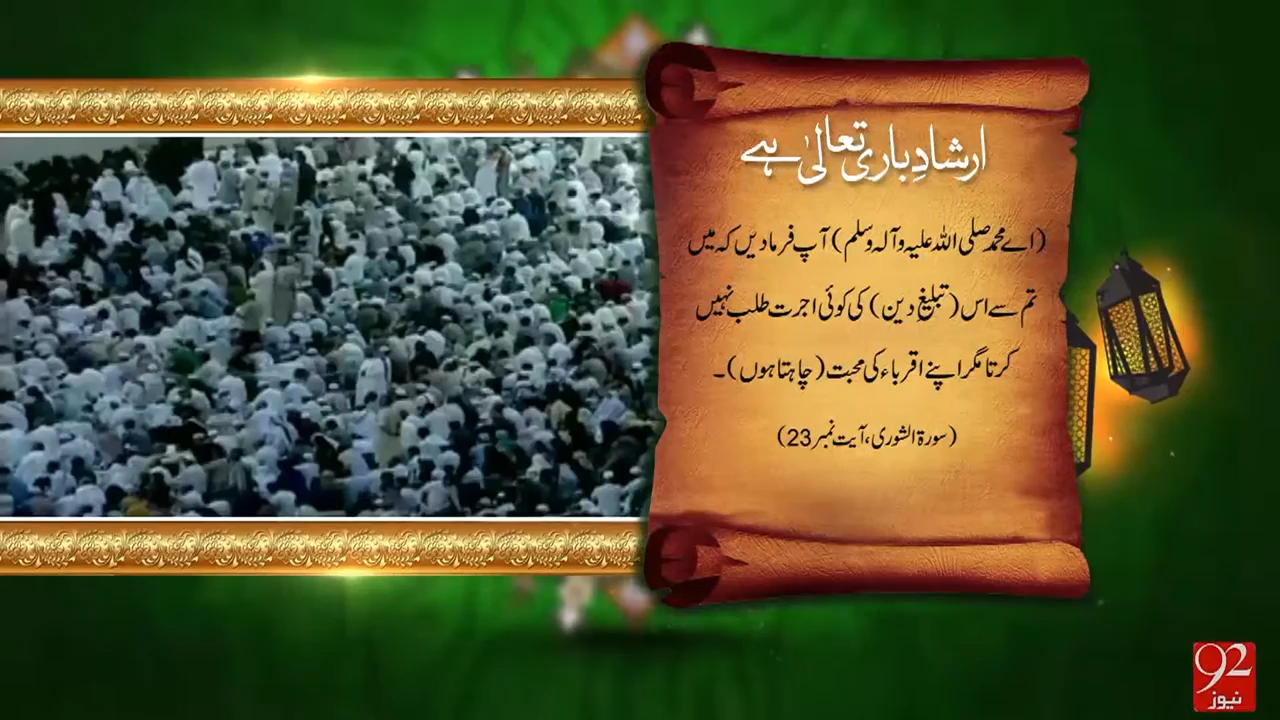 ارشادِ باری تعالیٰ ہے
(اے محمد صلی اللہ علیہ و آلہ وسلم) آپ فرما دیں کہ میں
تم سے اس (تبلیغِ دین) کی کوئی اجرت طلب نہیں
کرتا مگر اپنے اقرباء کی محبت (چاہتا ہوں)۔
(سورۃ الشوری، آیت نمبر 23)
92
نیوز